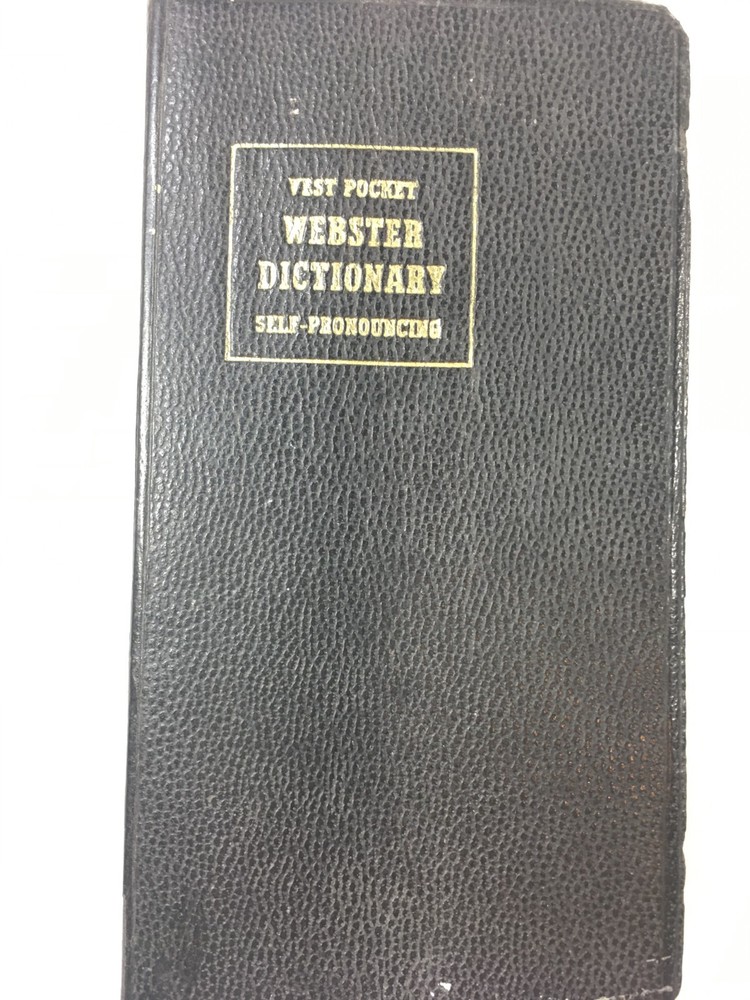 VEST POCKET
WEBSTER
DICTIONARY
SELF-PRONOUNCING